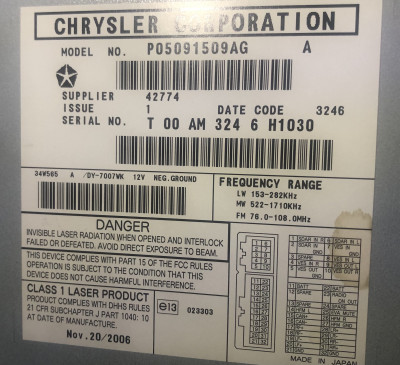 CHRYSLER CORPORATION
MODEL NO. P05091509AG A
SUPPLIER 42774
ISSUE 1 DATE CODE 3246
SERIAL NO. T 00 AM 324 6 H1030
34W565 /DY-7007WK 12V NEG.GROUND
FREQUENCY RANGE
LW 153-282KHz
MW 522-1710KHz
FM 76.0-108.0MHz
DANGER
INVISIBLE LASER RADIATION WHEN OPENED AND INTERLOCK
FAILED OR DEFEATED. AVOID DIRECT EXPOSURE TO BEAM.
THIS DEVICE COMPLIES WITH PART 15 OF THE FCC RULES
OPERATION IS SUBJECT TO THE CONDITION THAT THIS
DEVICE DOES NOT CAUSE HARMFUL INTERFERENCE.
CLASS 1 LASER PRODUCT
PRODUCT COMPLIES WITH DHHS RULES
21 CFR SUBCHAPTER J PART 1040: 10
AT DATE OF MANUFACTURE.
Nov.20/2006
e13 023303
MADE IN JAPAN